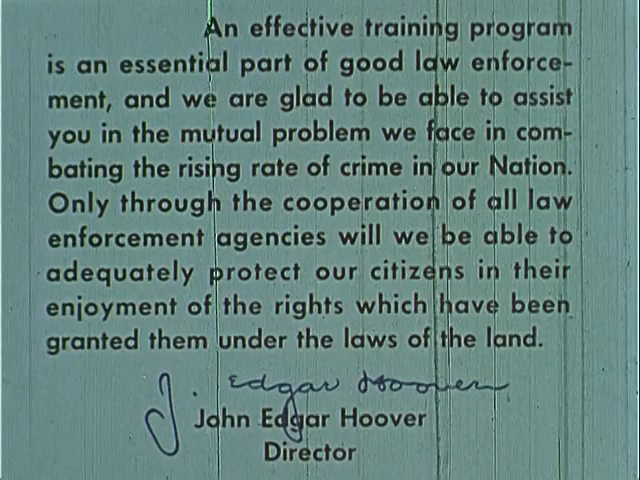 An effective training program
is an essential part of good law enforce-
ment, and we are glad to be able to assist
you in the mutual problem we face in com-
bating the rising rate of crime in our Nation.
Only through the cooperation of all law
enforcement agencies will we be able to
adequately protect our citizens in their
enjoyment of the rights which have been
granted them under the laws of the land.
J. Edgar Hoover
John Edgar Hoover
Director